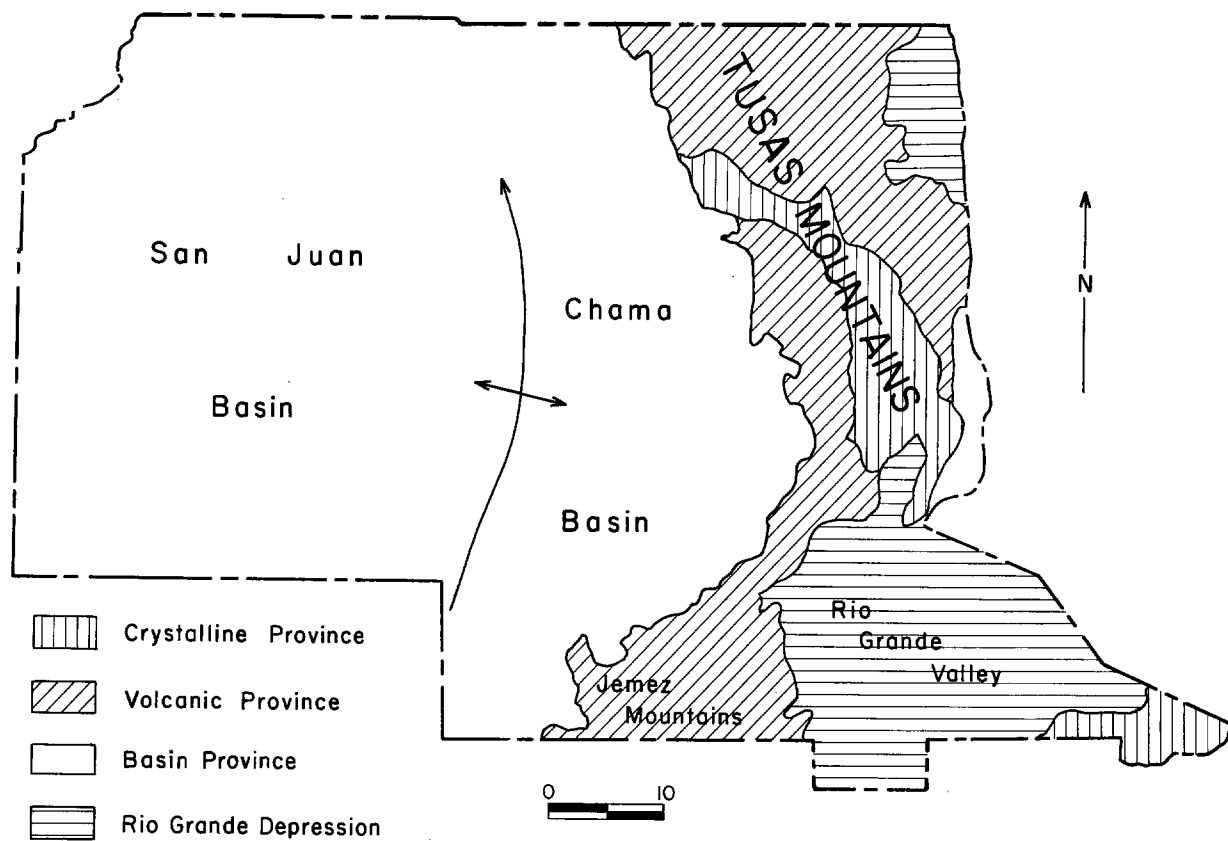 TUSAS MOUNTAINS
San Juan
Basin
Chama
Basin
N
Rio
Grande
Valley
Jemez
Mountains
Crystalline Province
Volcanic Province
Basin Province
Rio Grande Depression
0 10